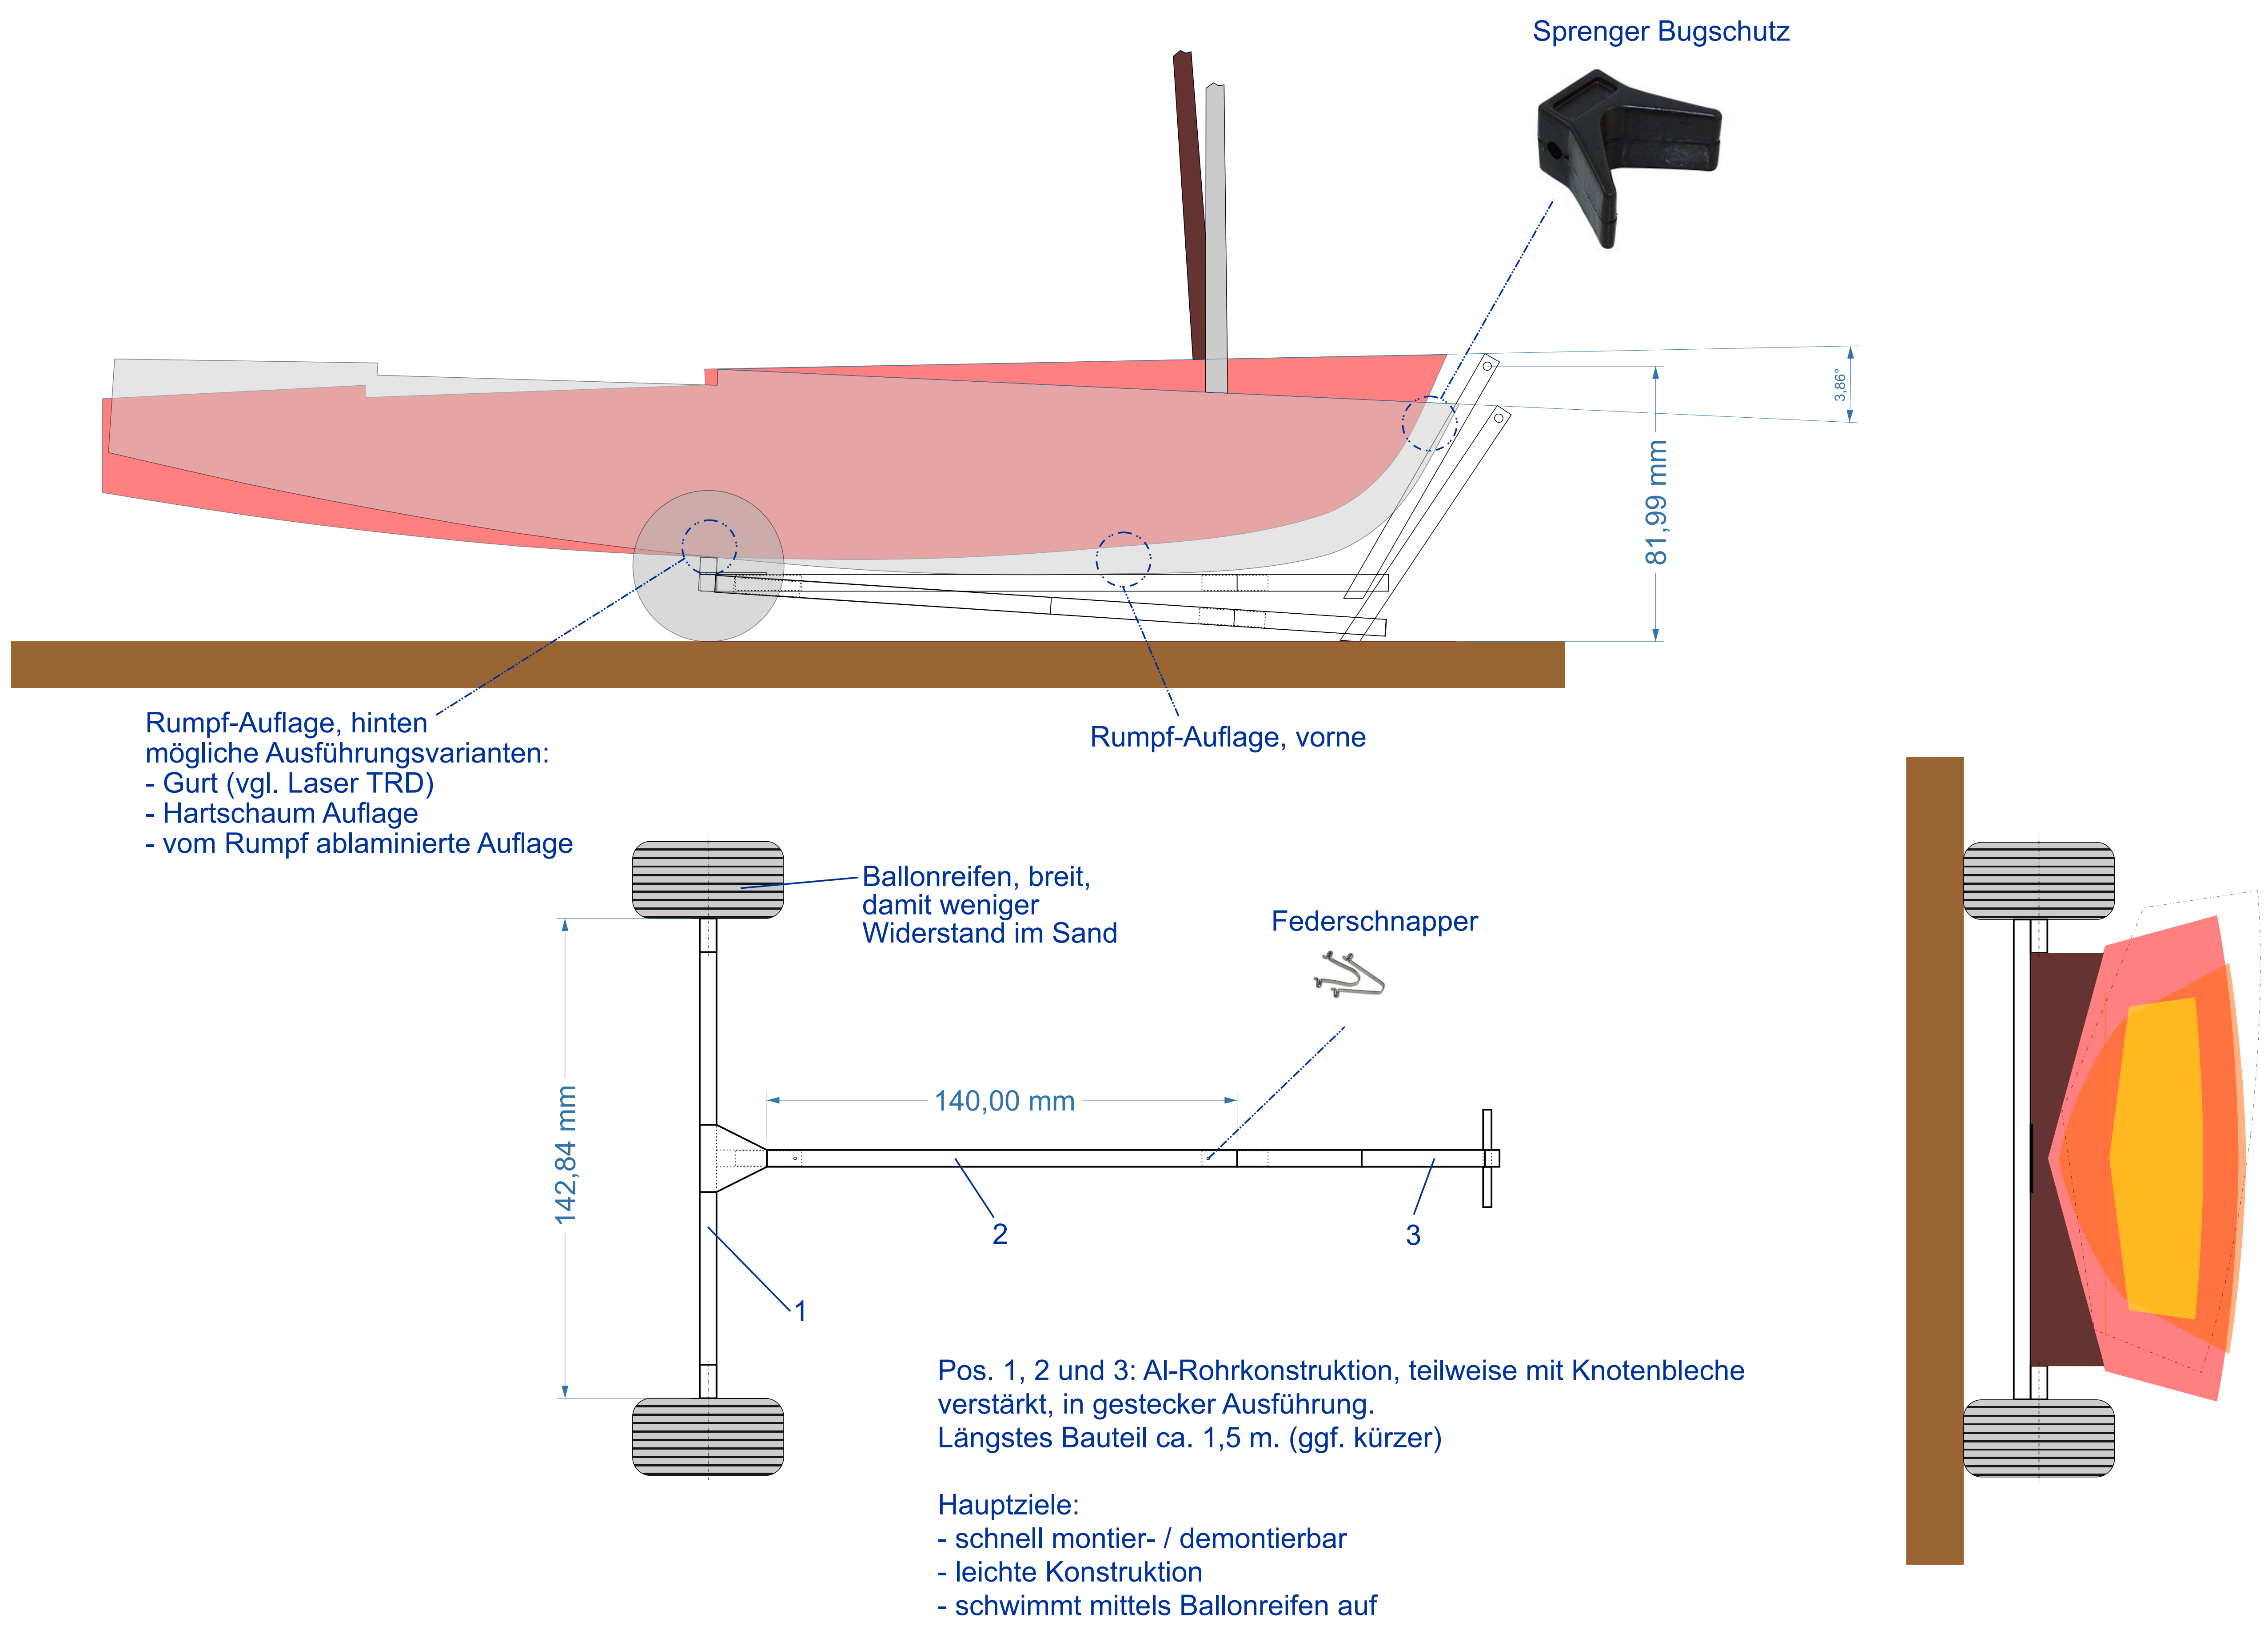 Sprenger Bugschutz
3,86°
81,99 mm
Rumpf-Auflage, hinten
mögliche Ausführungsvarianten:
- Gurt (vgl. Laser TRD)
- Hartschaum Auflage
- vom Rumpf ablaminierte Auflage
Rumpf-Auflage, vorne
Ballonreifen, breit,
damit weniger
Widerstand im Sand
Federschnapper
140,00 mm
142,84 mm
2
3
1
Pos. 1, 2 und 3: Al-Rohrkonstruktion, teilweise mit Knotenbleche
verstärkt, in gestecker Ausführung.
Längstes Bauteil ca. 1,5 m. (ggf. kürzer)
Hauptziele:
- schnell montier- / demontierbar
- leichte Konstruktion
- schwimmt mittels Ballonreifen auf